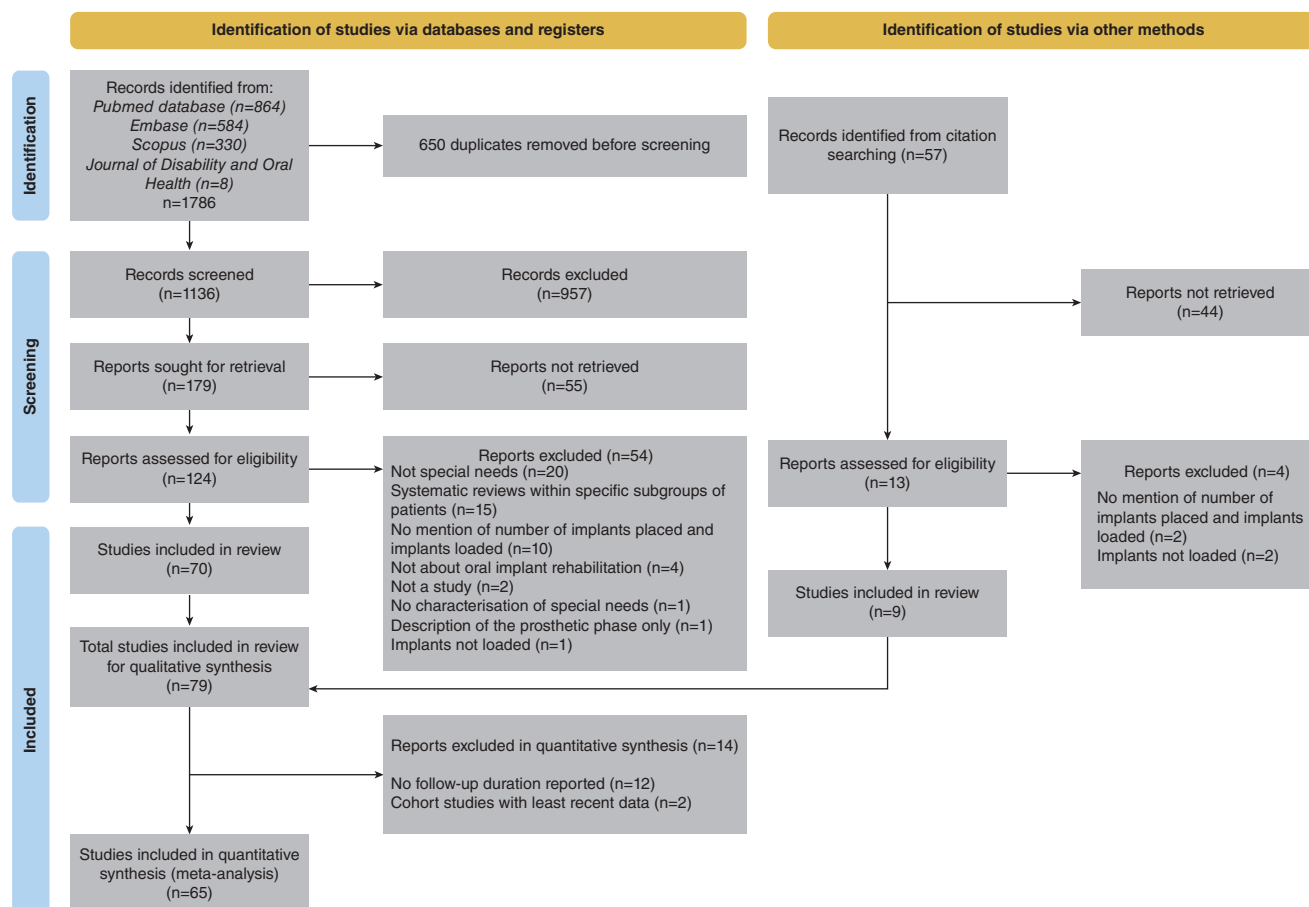 Identification of studies via databases and registers
Identification of studies via other methods
Identification
Records identified from:
Pubmed database (n=864)
Embase (n=584)
Scopus (n=330)
Journal of Disability and Oral
Health (n=8)
n=1786
650 duplicates removed before screening
Records identified from citation
searching (n=57)
Screening
Records screened
(n=1136)
Records excluded
(n=957)
Reports not retrieved
(n=44)
Reports sought for retrieval
(n=179)
Reports not retrieved
(n=55)
Reports assessed for eligibility
(n=124)
Reports excluded (n=54)
Not special needs (n=20)
Systematic reviews within specific subgroups of
patients (n=15)
No mention of number of implants placed and
implants loaded (n=10)
Not about oral implant rehabilitation (n=4)
Not a study (n=2)
No characterisation of special needs (n=1)
Description of the prosthetic phase only (n=1)
Implants not loaded (n=1)
Reports assessed for eligibility
(n=13)
Reports excluded (n=4)
No mention of number of
implants placed and implants
loaded (n=2)
Implants not loaded (n=2)
Included
Studies included in review
(n=70)
Studies included in review
(n=9)
Total studies included in review
for qualitative synthesis
(n=79)
Reports excluded in quantitative synthesis (n=14)
No follow-up duration reported (n=12)
Cohort studies with least recent data (n=2)
Studies included in quantitative
synthesis (meta-analysis)
(n=65)